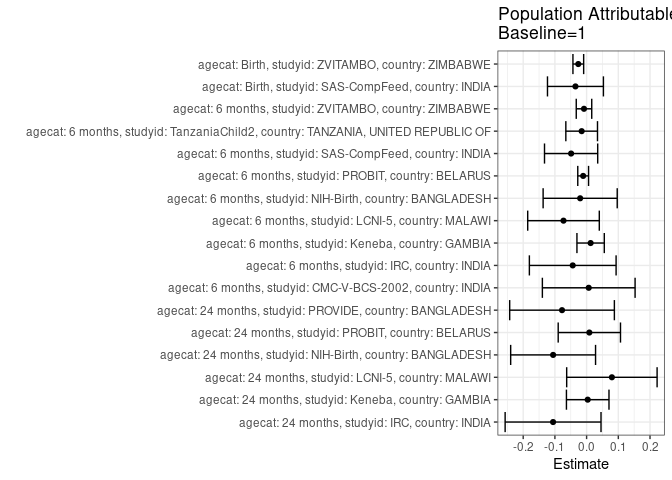 Population Attributable
Baseline=1
agecat: Birth, studyid: ZVITAMBO, country: ZIMBABWE
agecat: Birth, studyid: SAS-CompFeed, country: INDIA
agecat: 6 months, studyid: ZVITAMBO, country: ZIMBABWE
agecat: 6 months, studyid: TanzaniaChild2, country: TANZANIA, UNITED REPUBLIC OF
agecat: 6 months, studyid: SAS-CompFeed, country: INDIA
agecat: 6 months, studyid: PROBIT, country: BELARUS
agecat: 6 months, studyid: NIH-Birth, country: BANGLADESH
agecat: 6 months, studyid: LCNI-5, country: MALAWI
agecat: 6 months, studyid: Keneba, country: GAMBIA
agecat: 6 months, studyid: IRC, country: INDIA
agecat: 6 months, studyid: CMC-V-BCS-2002, country: INDIA
agecat: 24 months, studyid: PROVIDE, country: BANGLADESH
agecat: 24 months, studyid: PROBIT, country: BELARUS
agecat: 24 months, studyid: NIH-Birth, country: BANGLADESH
agecat: 24 months, studyid: LCNI-5, country: MALAWI
agecat: 24 months, studyid: Keneba, country: GAMBIA
agecat: 24 months, studyid: IRC, country: INDIA
-0.2 -0.1 0.0 0.1 0.2
Estimate